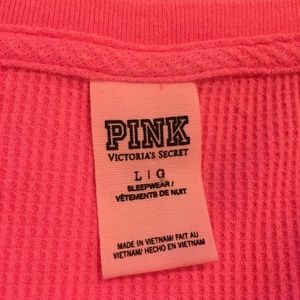 PINK
VICTORIA'S SECRET
L|G
SLEEPWEAR/
VÊTEMENTS DE NUIT
MADE IN VIETNAM/ FAIT AU
VIETNAM/ HECHO EN VIETNAM